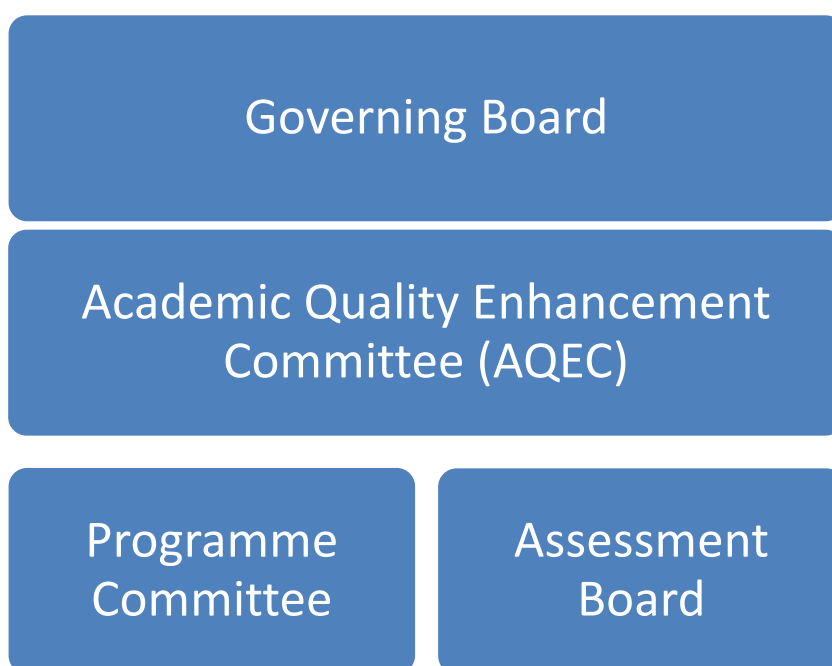 Governing Board
Academic Quality Enhancement
Committee (AQEC)
Programme
Committee
Assessment
Board